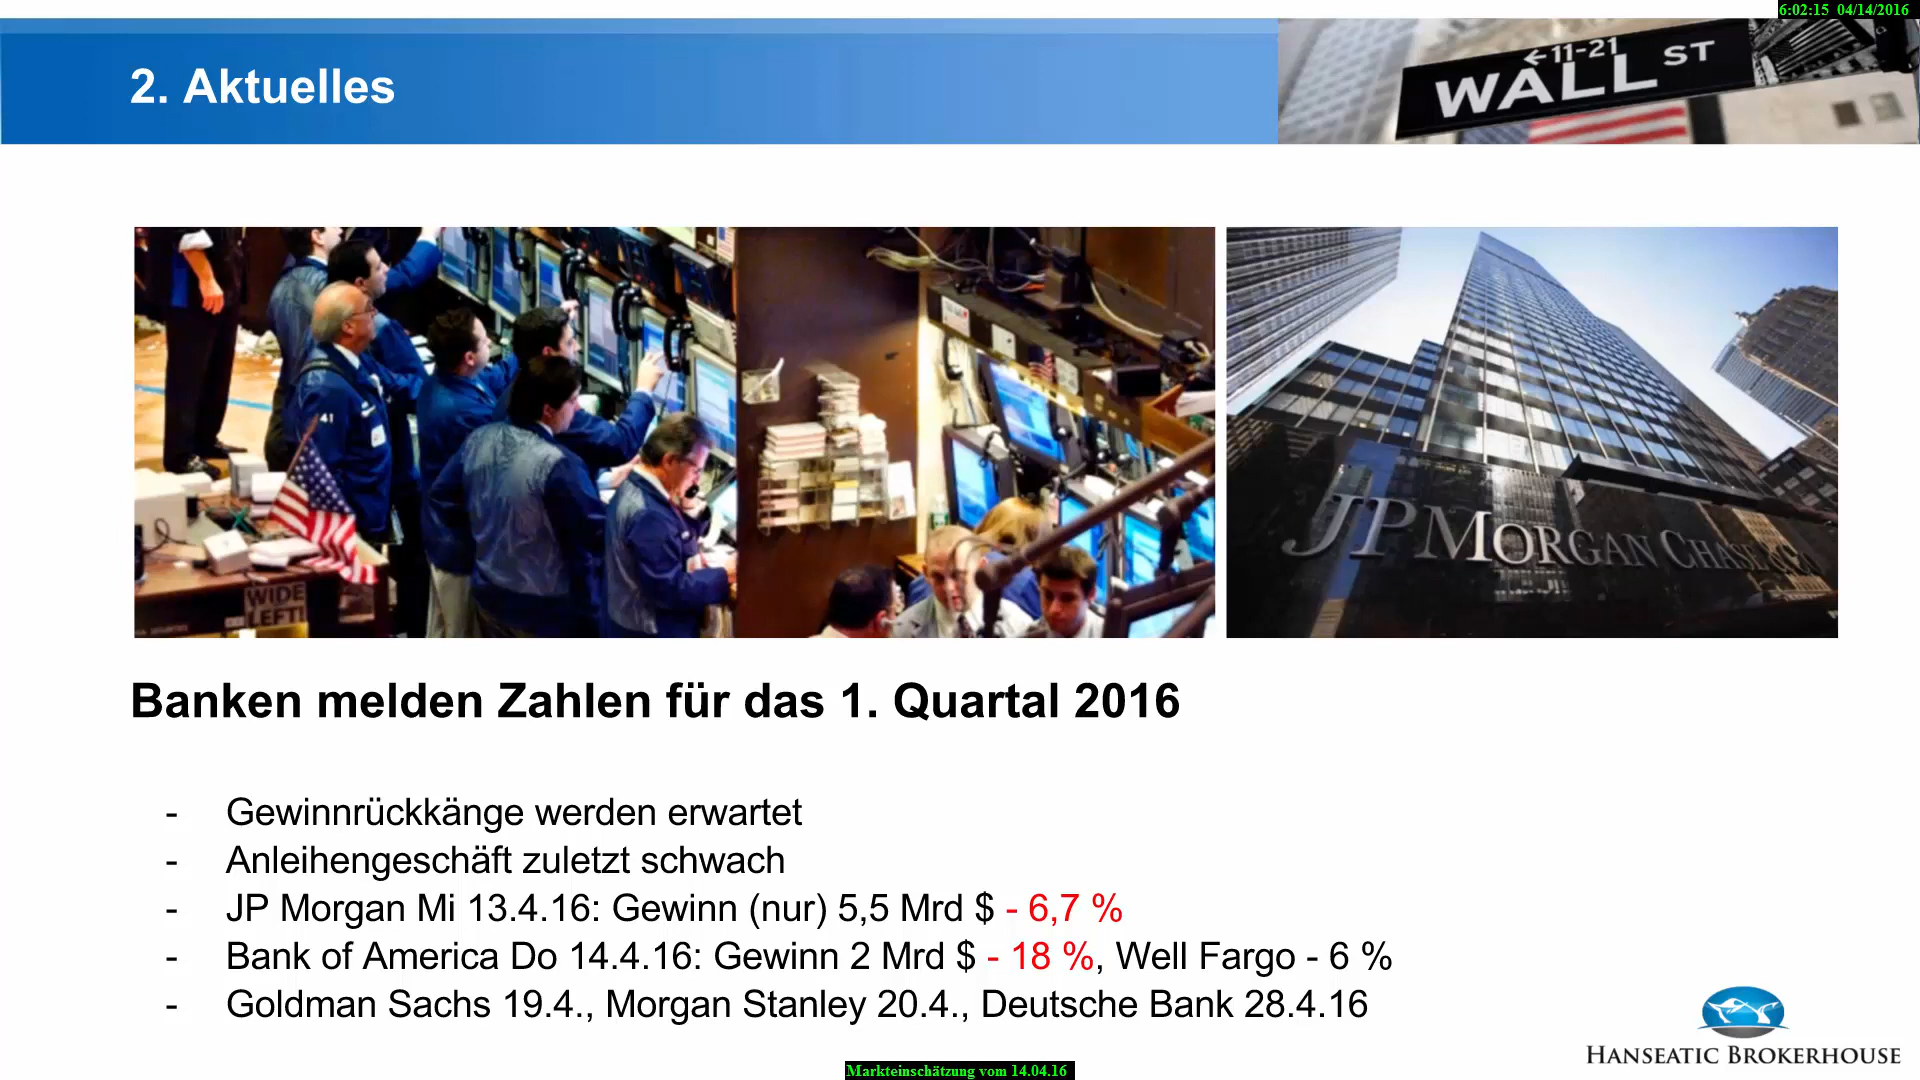 6:02:15 04/14/2016
2. Aktuelles
←11-21
WALL ST
41
WIDE
LEFT!
JPMORGAN CHASE & CO
Banken melden Zahlen für das 1. Quartal 2016
- Gewinnrückkänge werden erwartet
- Anleihengeschäft zuletzt schwach
- JP Morgan Mi 13.4.16: Gewinn (nur) 5,5 Mrd $ - 6,7 %
- Bank of America Do 14.4.16: Gewinn 2 Mrd $ - 18 %, Well Fargo - 6 %
- Goldman Sachs 19.4., Morgan Stanley 20.4., Deutsche Bank 28.4.16
HANSEATIC BROKERHOUSE
Markteinschätzung vom 14.04.16